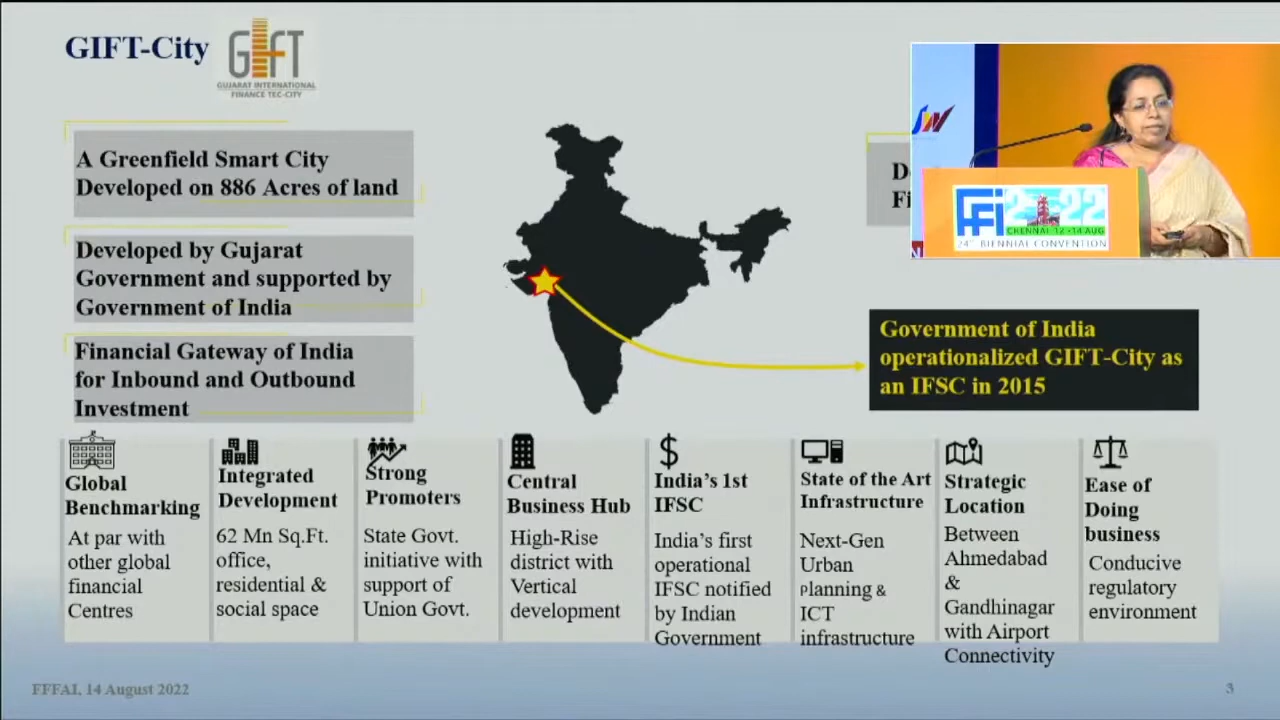 GIFT-City
GIFT
GUJARAT INTERNATIONAL
FINANCE TEC-CITY
A Greenfield Smart City
Developed on 886 Acres of land
Developed by Gujarat
Government and supported by
Government of India
Financial Gateway of India
for Inbound and Outbound
Investment
FFFAI 2022
CHENNAI 12-14 AUG
24TH BIENNIAL CONVENTION
Government of India
operationalized GIFT-City as
an IFSC in 2015
Global
Benchmarking
At par with
other global
financial
Centres
Integrated
Development
62 Mn Sq.Ft.
office,
residential &
social space
Strong
Promoters
State Govt.
initiative with
support of
Union Govt.
Central
Business Hub
High-Rise
district with
Vertical
development
India's 1st
IFSC
India's first
operational
IFSC notified
by Indian
Government
State of the Art
Infrastructure
Next-Gen
Urban
Planning &
ICT
infrastructure
Strategic
Location
Between
Ahmedabad
&
Gandhinagar
with Airport
Connectivity
Ease of
Doing
business
Conducive
regulatory
environment
FFFAI, 14 August 2022
3